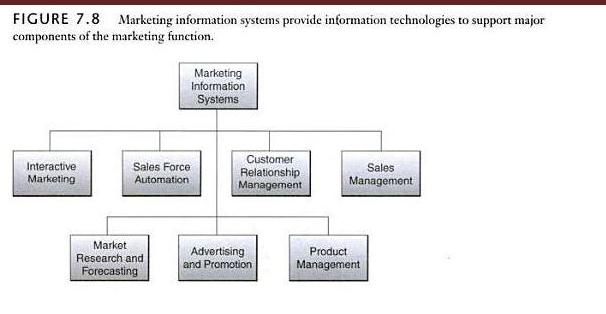 FIGURE 7.8 Marketing information systems provide information technologies to support major
components of the marketing function.
Marketing
Information
Systems
Interactive
Marketing
Sales Force
Automation
Customer
Relationship
Management
Sales
Management
Market
Research and
Forecasting
Advertising
and Promotion
Product
Management